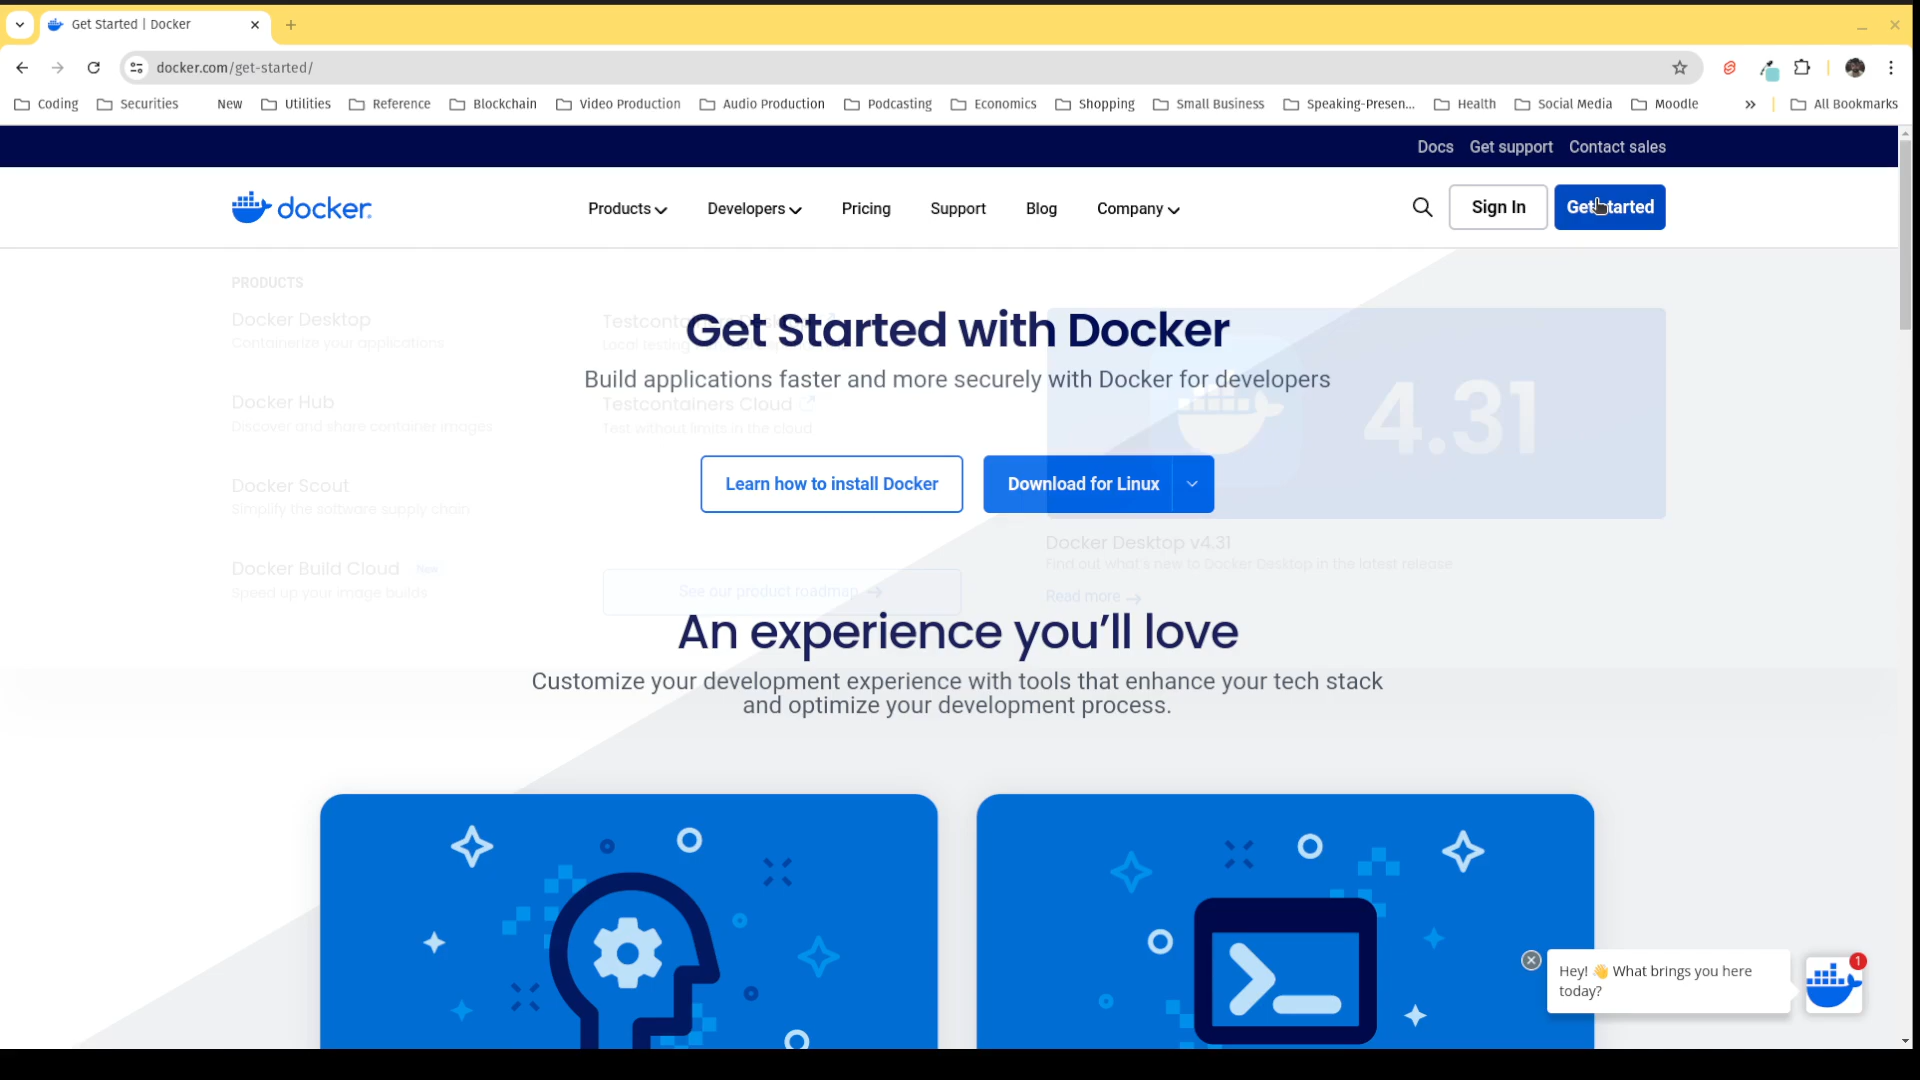 Get Started | Docker
docker.com/get-started/
Coding Securities New Utilities Reference Blockchain Video Production Audio Production Podcasting Economics Shopping Small Business Speaking-Presen... Health Social Media Moodle » All Bookmarks
Docs Get support Contact sales
docker Products Developers Pricing Support Blog Company Sign In Get Started
PRODUCTS
Docker Desktop
Containerize your applications
Docker Hub
Discover and share container images
Docker Scout
Simplify the software supply chain
Docker Build Cloud New
Speed up your image builds
Testcontainers Cloud
Test without limits in the cloud
See our product roadmap →
4.31
Docker Desktop v4.31
Find out what's new to Docker Desktop in the latest release
Read more →
Get Started with Docker
Build applications faster and more securely with Docker for developers
Learn how to install Docker Download for Linux
An experience you’ll love
Customize your development experience with tools that enhance your tech stack
and optimize your development process.
Hey! 👋 What brings you here
today?
1